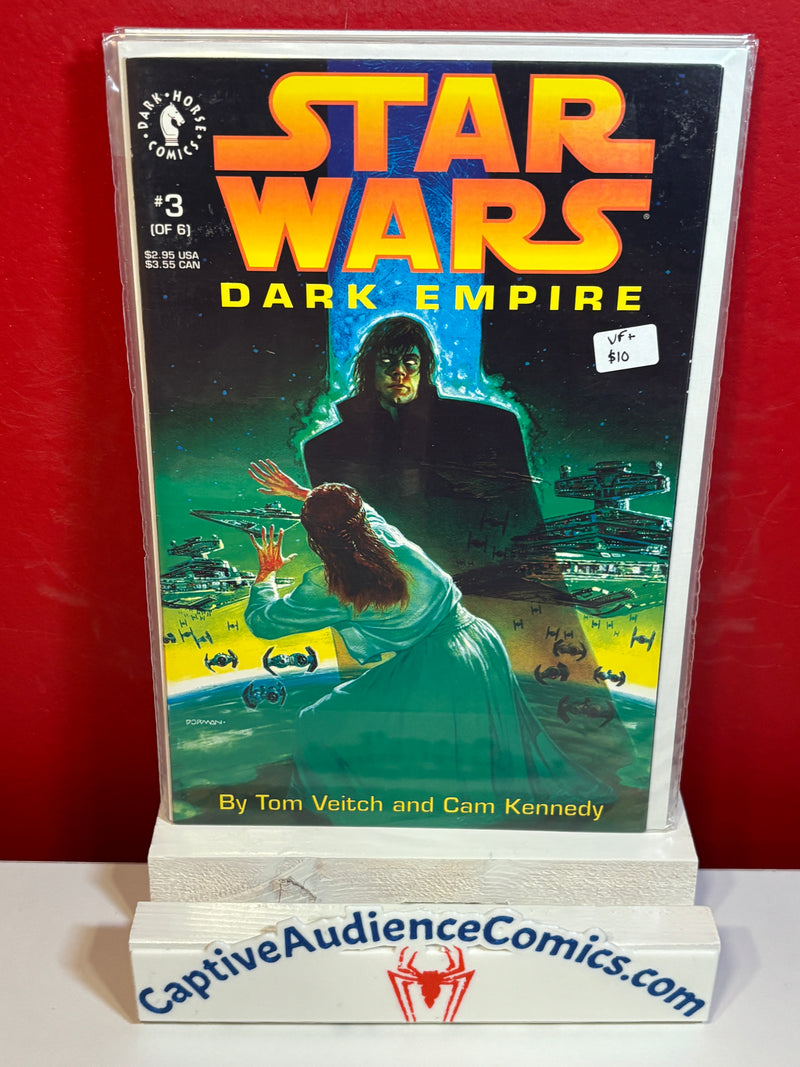 DARK • HORSE • COMICS
#3
(OF 6)
$2.95 USA
$3.55 CAN
STAR
WARS®
DARK EMPIRE
VF+
$10
DORMAN.
By Tom Veitch and Cam Kennedy
CaptiveAudienceComics.com